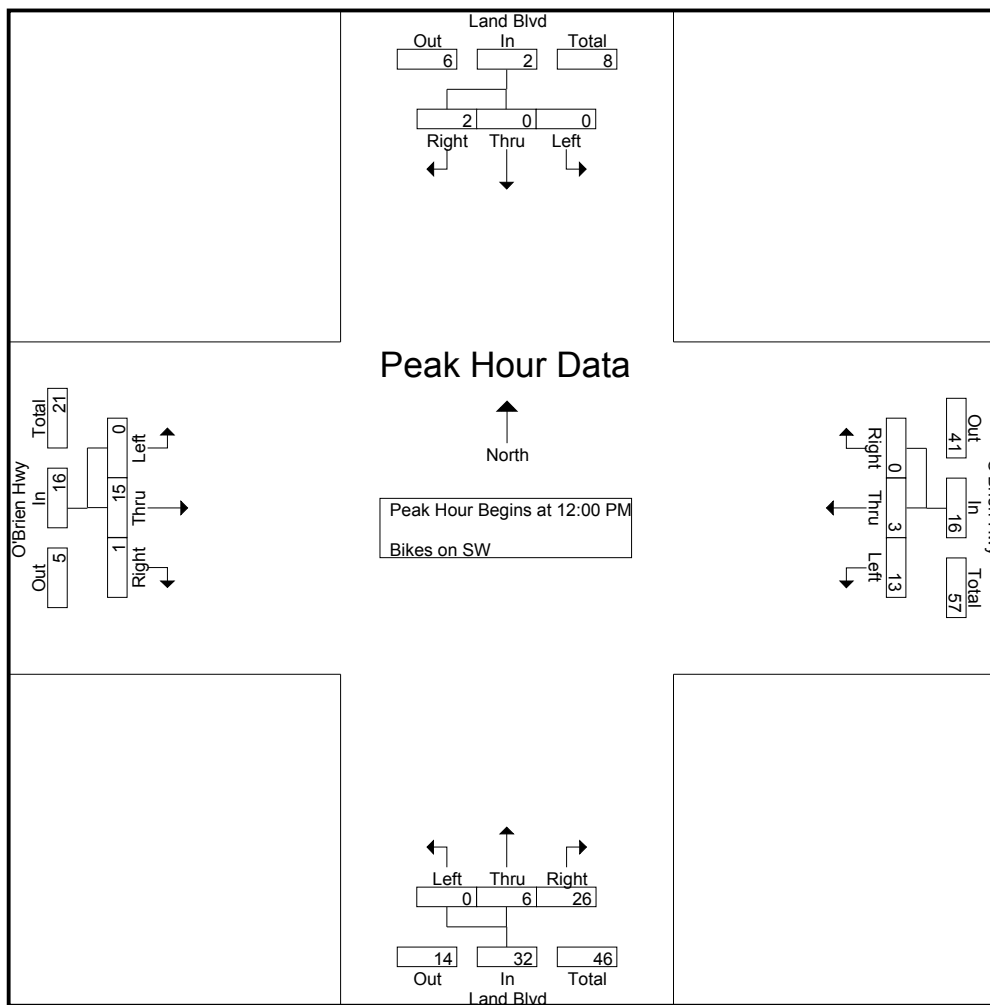 Land Blvd
Out In Total
6 2 8
2 0 0
Right Thru Left
Peak Hour Data
North
Peak Hour Begins at 12:00 PM
Bikes on SW
O'Brien Hwy
Total In Out
21 16 5
0 15 1
Left Thru Right
Right Thru Left
0 3 13
Out In Total
41 16 57
Left Thru Right
0 6 26
14 32 46
Out In Total
Land Blvd